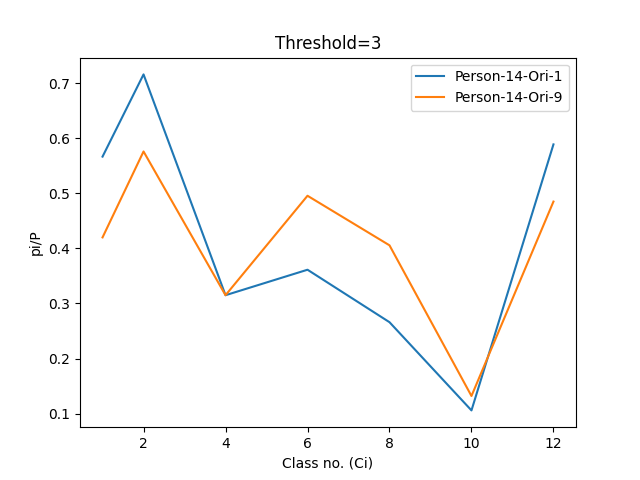 Threshold=3
Person-14-Ori-1
Person-14-Ori-9
pi/P
0.7
0.6
0.5
0.4
0.3
0.2
0.1
2 4 6 8 10 12
Class no. (Ci)